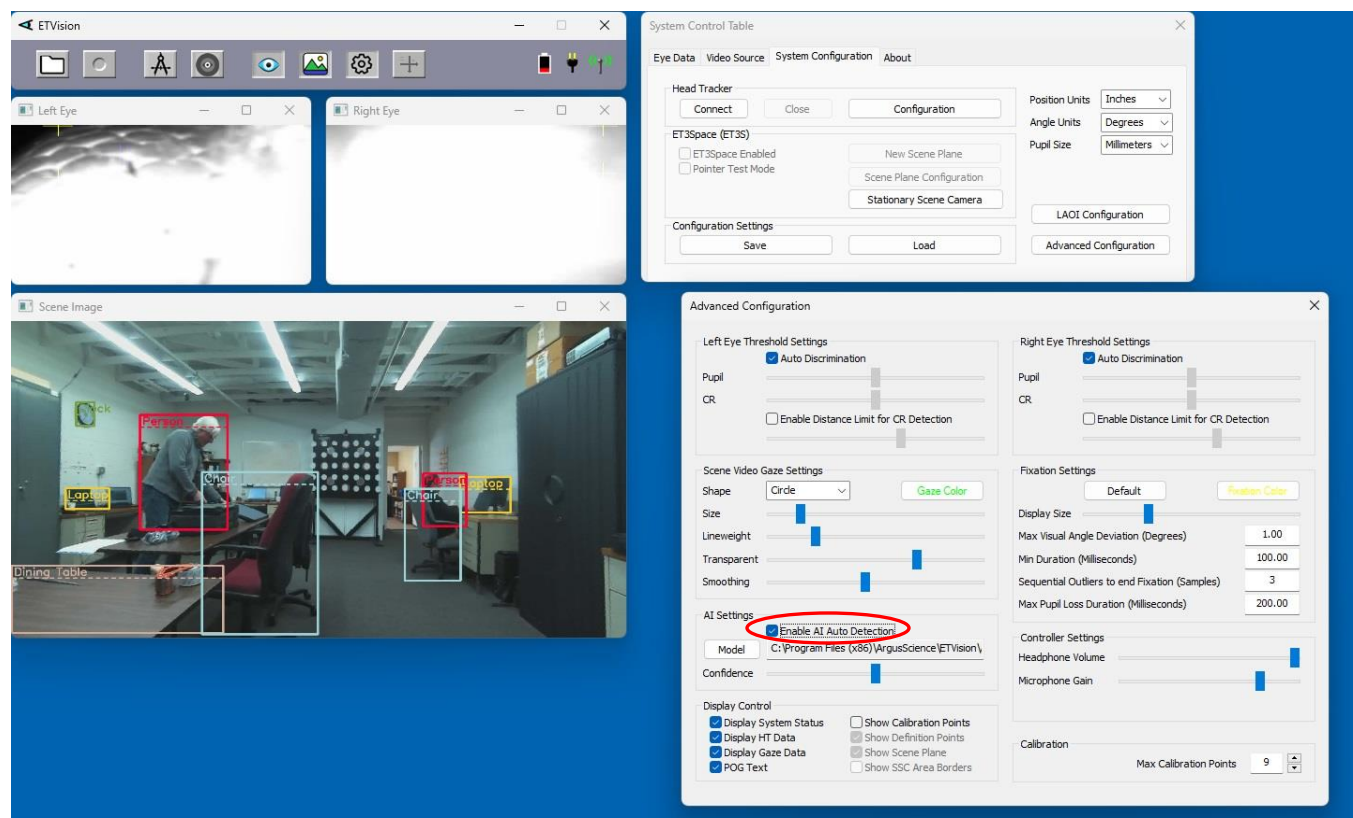 ETVision
Left Eye
Right Eye
Scene Image
Clock
Person
Chair
Laptop
Person
Laptop
Chair
Dining Table
System Control Table
Eye Data Video Source System Configuration About
Head Tracker
Connect Close Configuration
ET3Space (ET3S)
ET3Space Enabled New Scene Plane
Pointer Test Mode Scene Plane Configuration
Stationary Scene Camera
Configuration Settings
Save Load
Position Units Inches
Angle Units Degrees
Pupil Size Millimeters
LAOI Configuration
Advanced Configuration
Advanced Configuration
Left Eye Threshold Settings
Auto Discrimination
Pupil
CR
Enable Distance Limit for CR Detection
Right Eye Threshold Settings
Auto Discrimination
Pupil
CR
Enable Distance Limit for CR Detection
Scene Video Gaze Settings
Shape Circle Gaze Color
Size
Lineweight
Transparent
Smoothing
Fixation Settings
Default Fixation Color
Display Size
Max Visual Angle Deviation (Degrees) 1.00
Min Duration (Milliseconds) 100.00
Sequential Outliers to end Fixation (Samples) 3
Max Pupil Loss Duration (Milliseconds) 200.00
AI Settings
Enable AI Auto Detection
Model C:\Program Files (x86)\ArgusScience\ETVision\
Confidence
Controller Settings
Headphone Volume
Microphone Gain
Display Control
Display System Status Show Calibration Points
Display HT Data Show Definition Points
Display Gaze Data Show Scene Plane
POG Text Show SSC Area Borders
Calibration
Max Calibration Points 9